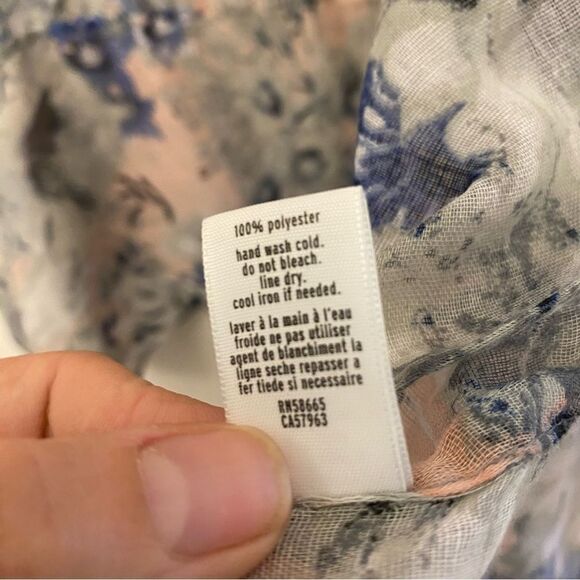 100% polyester
hand wash cold.
do not bleach.
line dry.
cool iron if needed.
laver à la main à l'eau
froide ne pas utiliser
agent de blanchiment la
ligne seche repasser a
fer tiede si necessaire
RN58665
CA57963